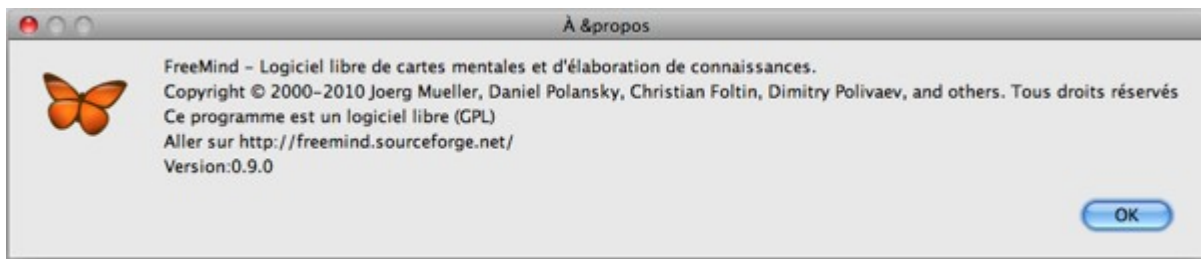 À &propos
FreeMind - Logiciel libre de cartes mentales et d'élaboration de connaissances.
Copyright © 2000-2010 Joerg Mueller, Daniel Polansky, Christian Foltin, Dimitry Polivaev, and others. Tous droits réservés
Ce programme est un logiciel libre (GPL)
Aller sur http://freemind.sourceforge.net/
Version:0.9.0
OK